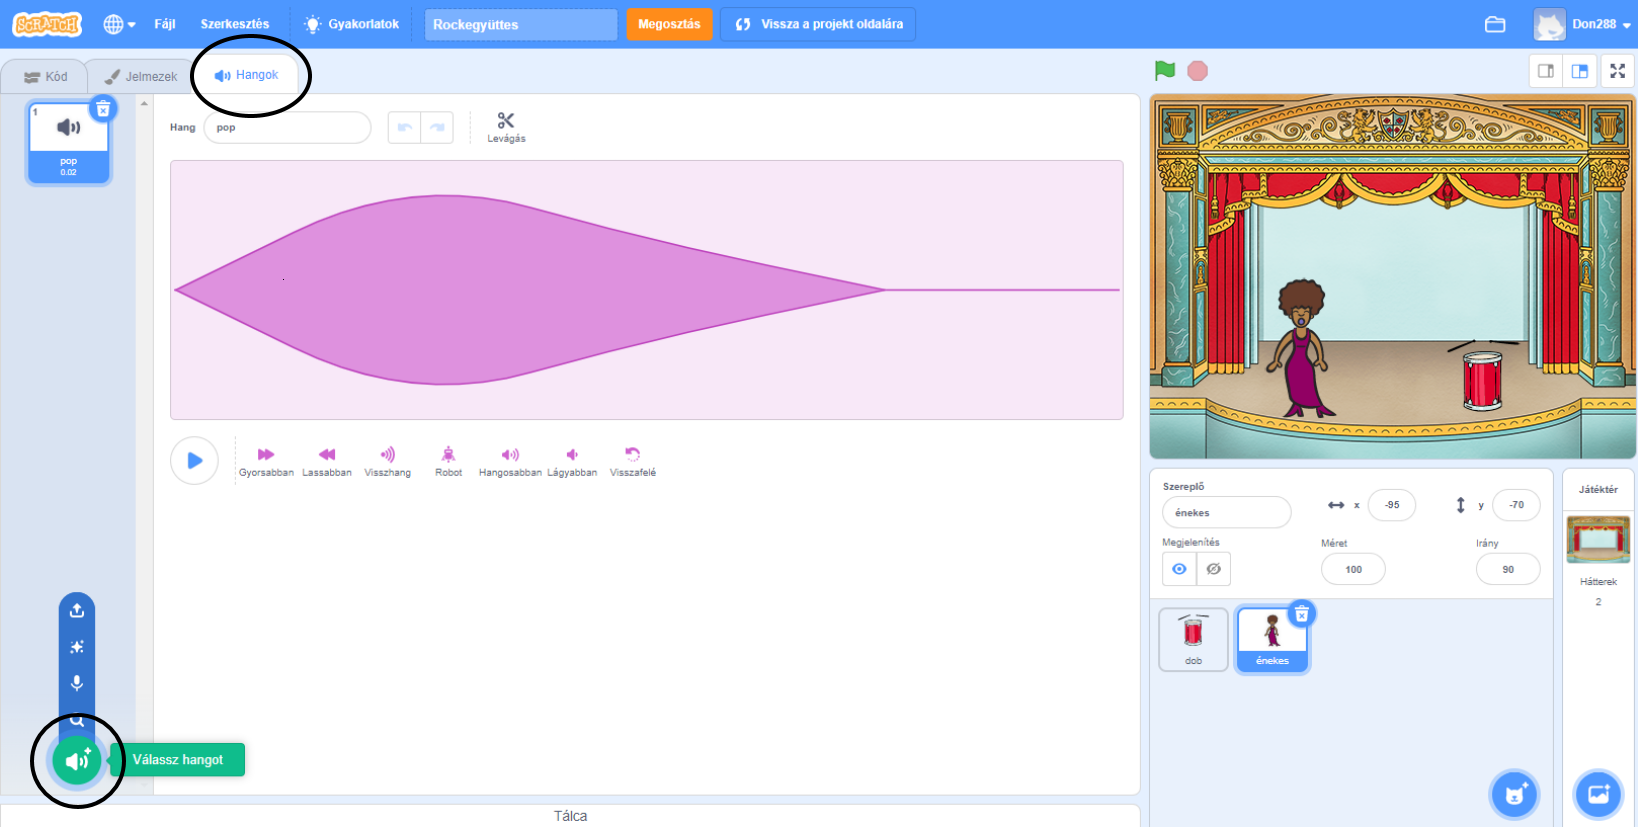 SCRATCH
Fájl
Szerkesztés
Gyakorlatok
Rockegyüttes
Megosztás
Vissza a projekt oldalára
Don288
Kód
Jelmezek
Hangok
1
pop
0.02
Hang
pop
Levágás
Gyorsabban
Lassabban
Visszhang
Robot
Hangosabban
Lágyabban
Visszafelé
Válassz hangot
Tálca
Szereplő
énekes
x
-95
y
-70
Megjelenítés
Méret
100
Irány
90
dob
énekes
Játéktér
Hátterek
2